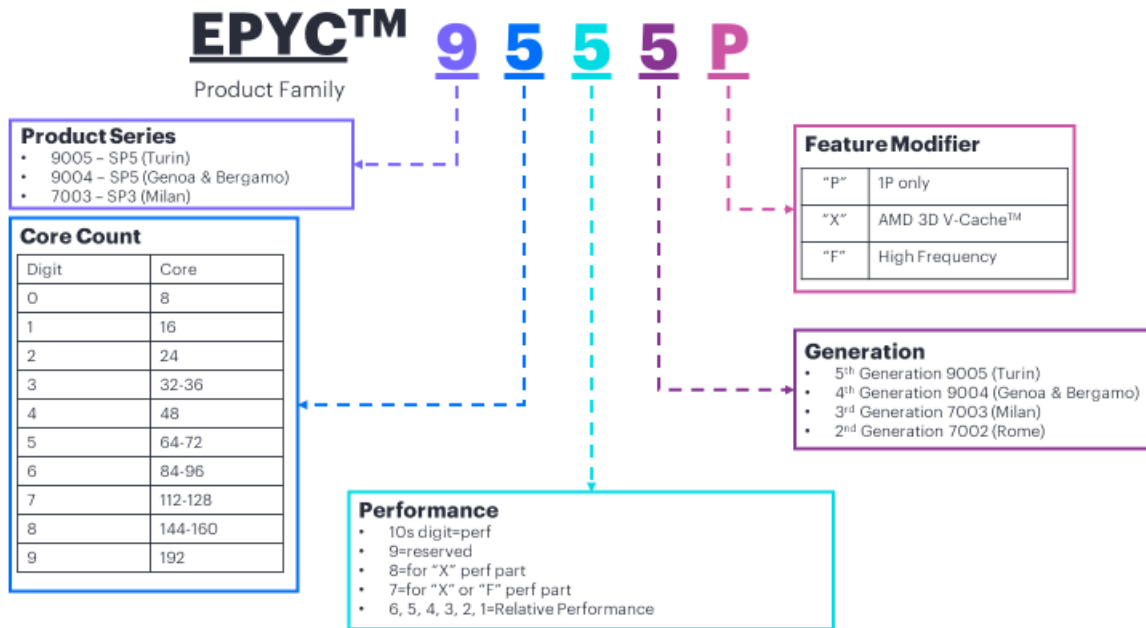 EPYC™ 9 5 5 5 P
Product Family
Product Series
• 9005 – SP5 (Turin)
• 9004 – SP5 (Genoa & Bergamo)
• 7003 – SP3 (Milan)
Core Count
Digit Core
0 8
1 16
2 24
3 32-36
4 48
5 64-72
6 84-96
7 112-128
8 144-160
9 192
Performance
• 10s digit=perf
• 9=reserved
• 8=for “X” perf part
• 7=for “X” or “F” perf part
• 6, 5, 4, 3, 2, 1=Relative Performance
Feature Modifier
“P” 1P only
“X” AMD 3D V-Cache™
“F” High Frequency
Generation
• 5th Generation 9005 (Turin)
• 4th Generation 9004 (Genoa & Bergamo)
• 3rd Generation 7003 (Milan)
• 2nd Generation 7002 (Rome)